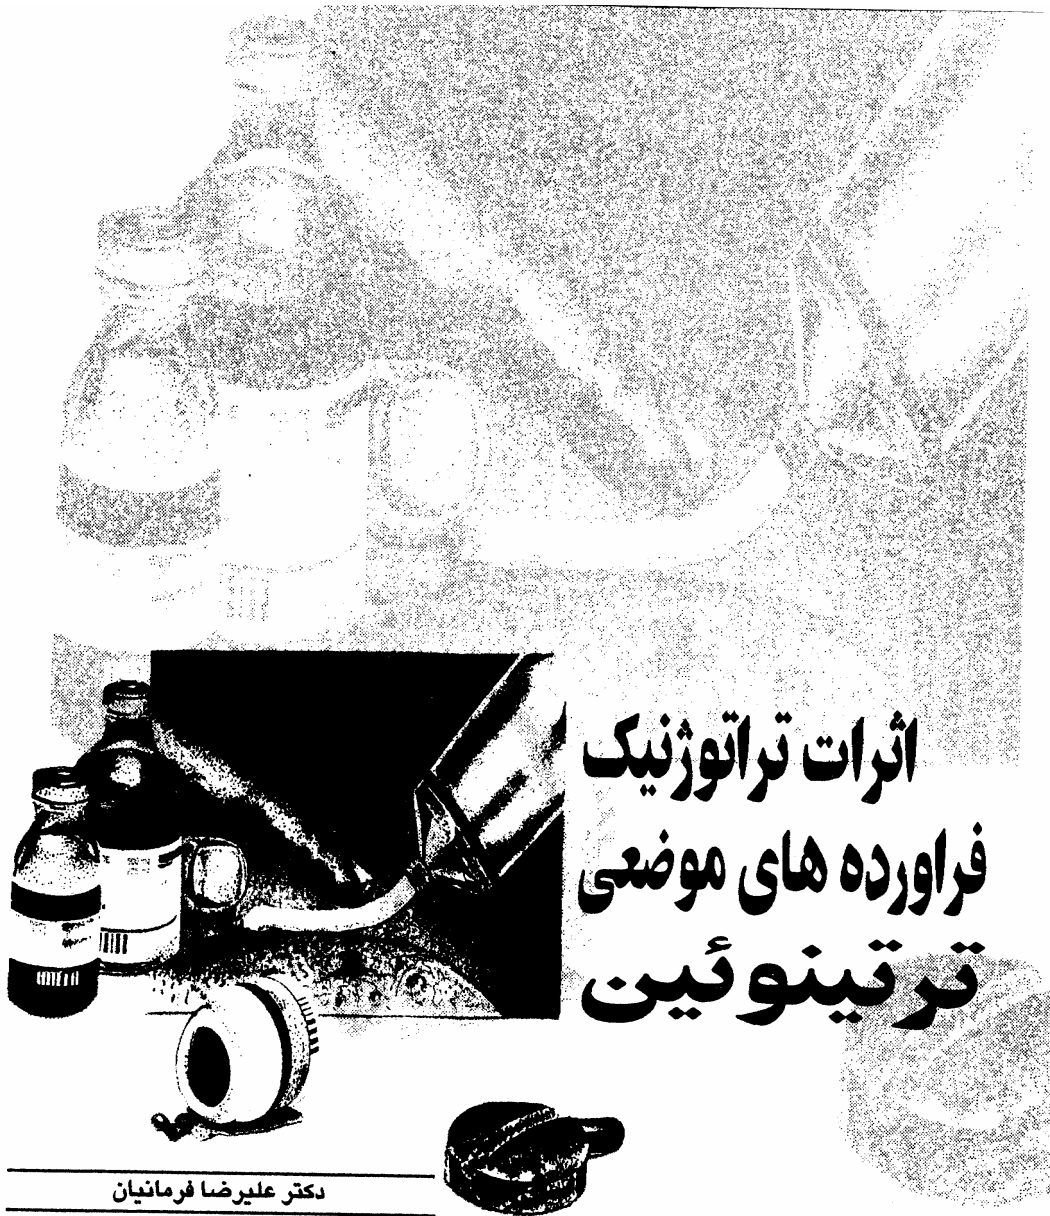 اثرات تراتوژنیک
فراورده های موضعی
ترتینوئین
دکتر علیرضا فرمانیان